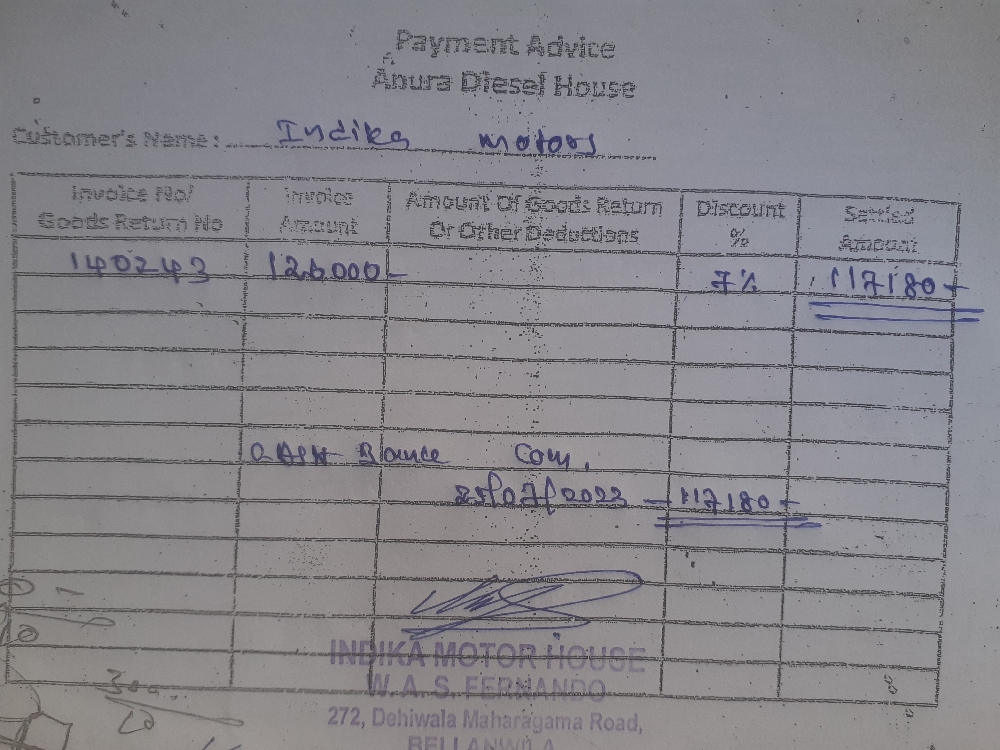 Payment Advice
Anura Diesel House
Customer's Name: Indika motors
Invoice No/ Goods Return No Invoice Amount Amount Of Goods Return Or Other Deductions Discount % Settled Amount
140243 126000- 7% 117180-
CASH Com.
25/07/2023 - 117180-
INDIKA MOTOR HOUSE
W. A. S. FERNANDO
272, Dehiwala Maharagama Road,
BELLANWILA